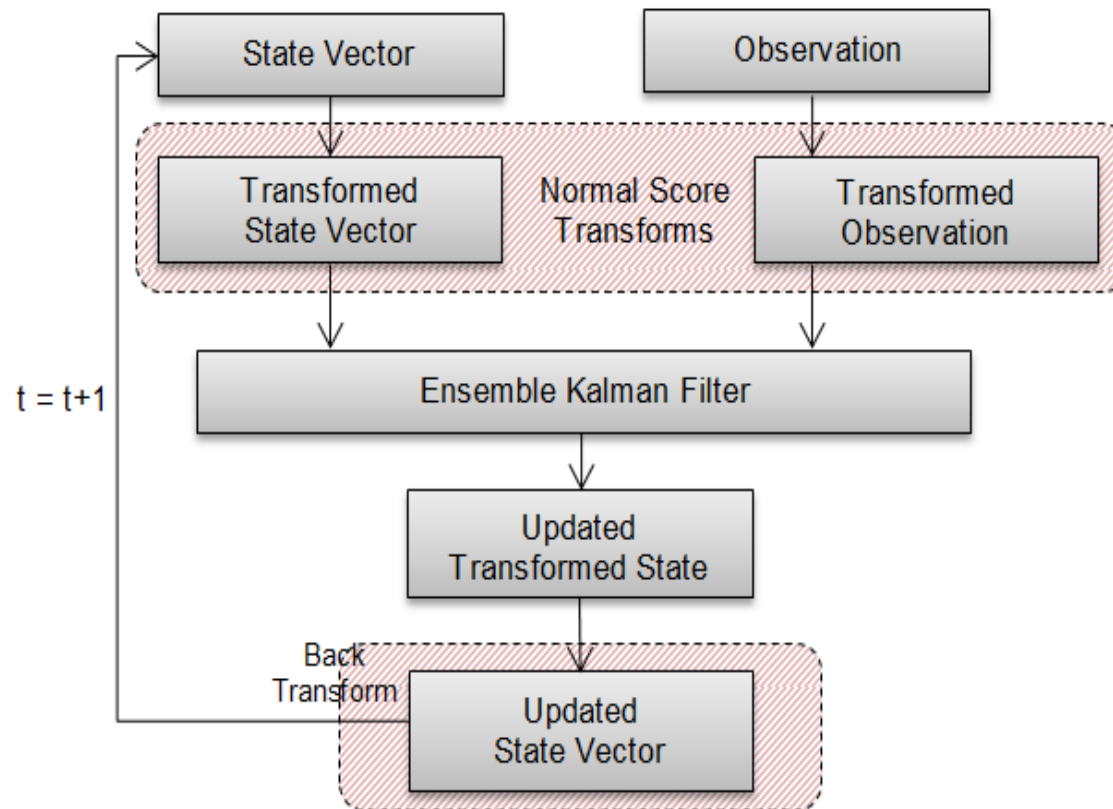 State Vector
Observation
Transformed
State Vector
Normal Score
Transforms
Transformed
Observation
Ensemble Kalman Filter
t = t+1
Updated
Transformed State
Back
Transform
Updated
State Vector